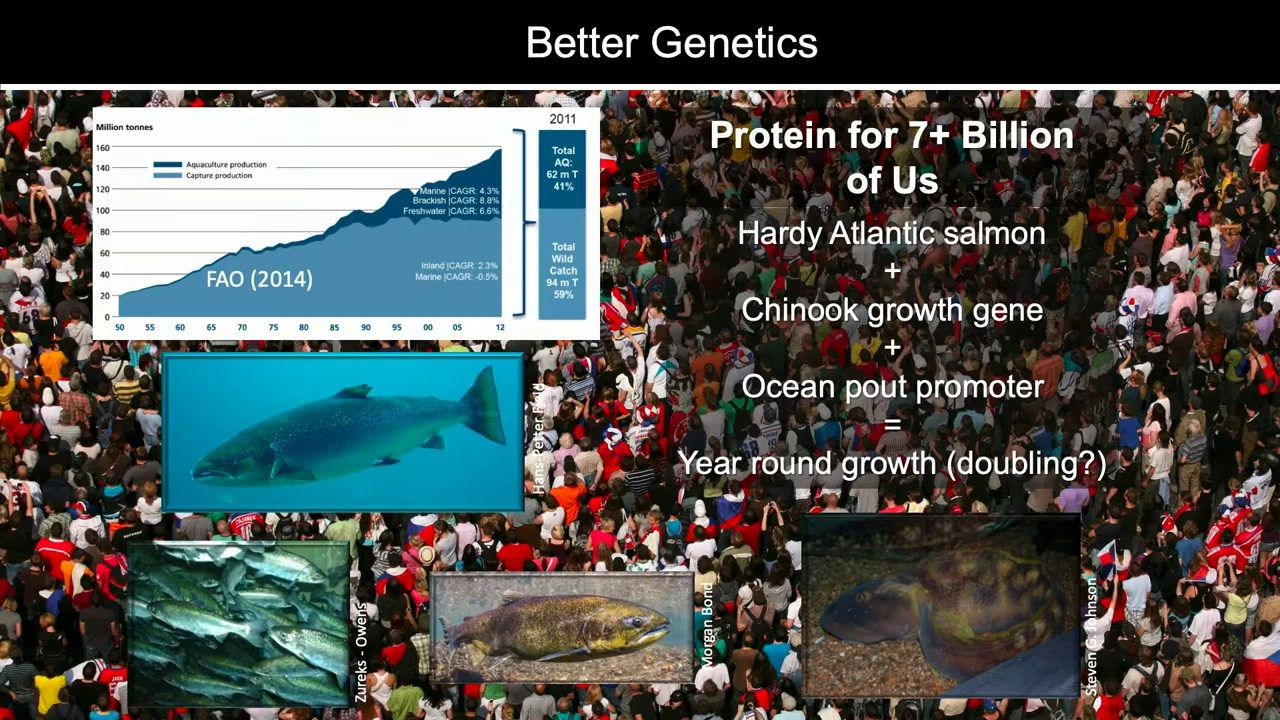 Better Genetics
Million tonnes
160
140
120
100
80
60
40
20
0
Aquaculture production
Capture production
Marine |CAGR: 4.3%
Brackish |CAGR: 8.8%
Freshwater |CAGR: 6.6%
Inland |CAGR: 2.3%
Marine |CAGR: -0.5%
FAO (2014)
50 55 60 65 70 75 80 85 90 95 00 05 12
2011
Total
AQ:
62 m T
41%
Total
Wild
Catch
94 m T
59%
Protein for 7+ Billion
of Us
Hardy Atlantic salmon
+
Chinook growth gene
+
Ocean pout promoter
=
Year round growth (doubling?)
Hans-Petter Fjeld
Zureks - Owens
Morgan Bond
Steven G. Johnson